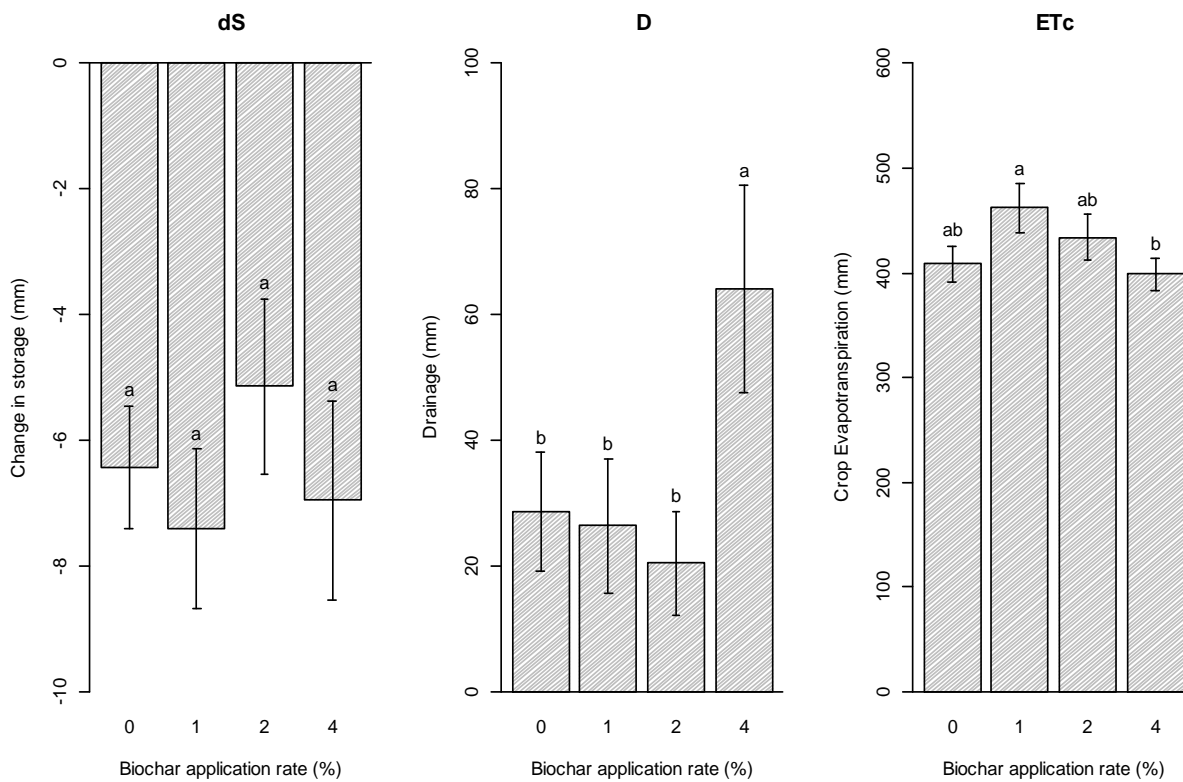 dS
Change in storage (mm)
0
-2
-4
-6
-8
-10
a
a
a
a
0 1 2 4
Biochar application rate (%)
D
Drainage (mm)
100
80
60
40
20
0
b
b
b
a
0 1 2 4
Biochar application rate (%)
ETc
Crop Evapotranspiration (mm)
600
500
400
300
200
100
0
ab
a
ab
b
0 1 2 4
Biochar application rate (%)